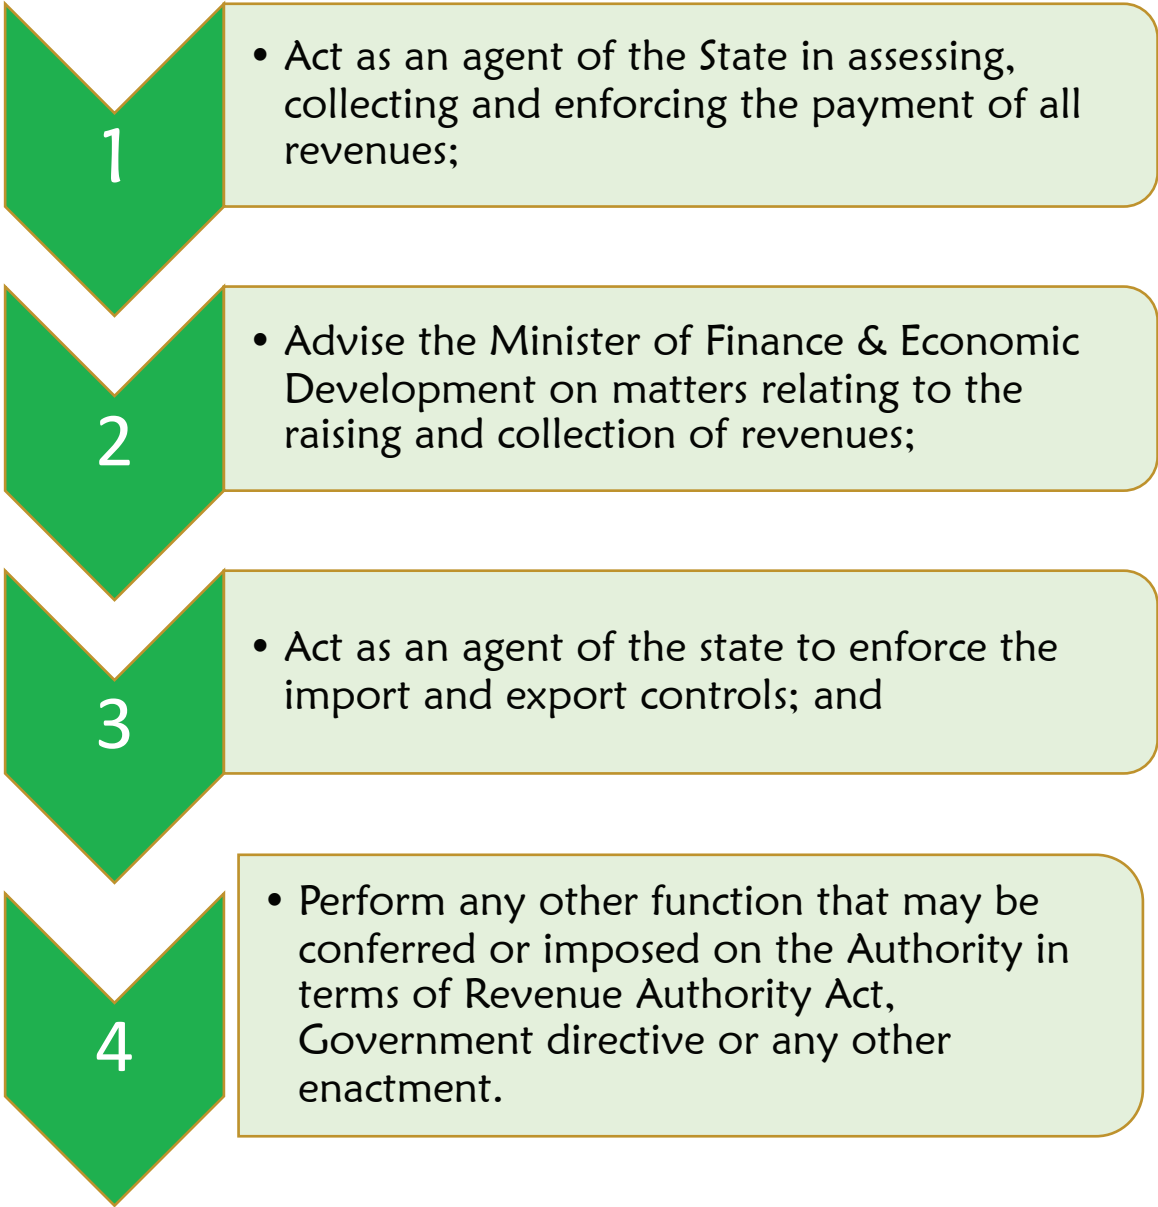 1
• Act as an agent of the State in assessing,
collecting and enforcing the payment of all
revenues;
2
• Advise the Minister of Finance & Economic
Development on matters relating to the
raising and collection of revenues;
3
• Act as an agent of the state to enforce the
import and export controls; and
4
• Perform any other function that may be
conferred or imposed on the Authority in
terms of Revenue Authority Act,
Government directive or any other
enactment.